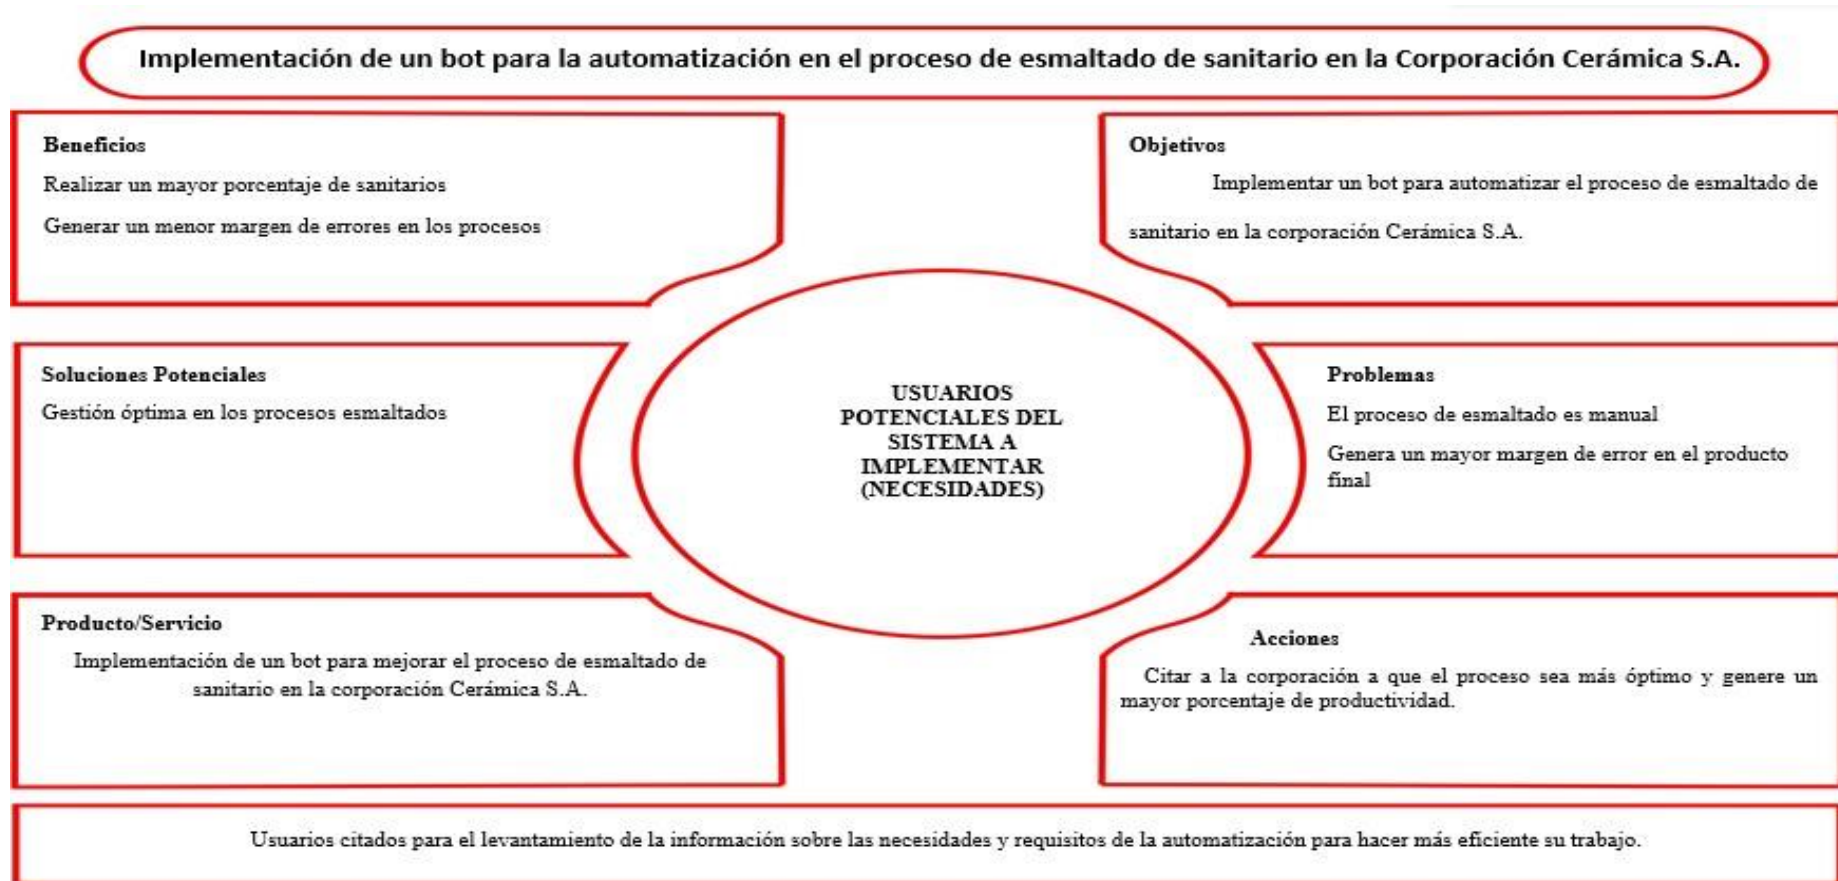 Implementación de un bot para la automatización en el proceso de esmaltado de sanitario en la Corporación Cerámica S.A.
Beneficios
Realizar un mayor porcentaje de sanitarios
Generar un menor margen de errores en los procesos
Objetivos
Implementar un bot para automatizar el proceso de esmaltado de
sanitario en la corporación Cerámica S.A.
Soluciones Potenciales
Gestión óptima en los procesos esmaltados
USUARIOS
POTENCIALES DEL
SISTEMA A
IMPLEMENTAR
(NECESIDADES)
Problemas
El proceso de esmaltado es manual
Genera un mayor margen de error en el producto
final
Producto/Servicio
Implementación de un bot para mejorar el proceso de esmaltado de
sanitario en la corporación Cerámica S.A.
Acciones
Citar a la corporación a que el proceso sea más óptimo y genere un
mayor porcentaje de productividad.
Usuarios citados para el levantamiento de la información sobre las necesidades y requisitos de la automatización para hacer más eficiente su trabajo.